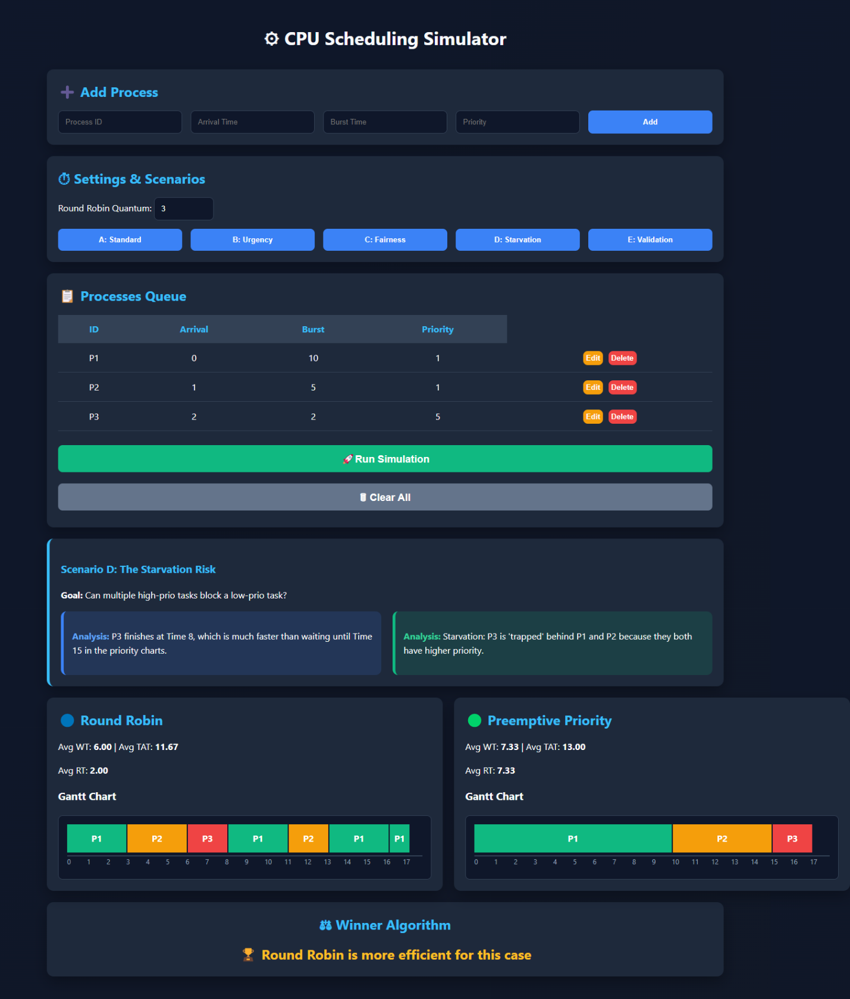 CPU Scheduling Simulator
Add Process
Process ID Arrival Time Burst Time Priority Add
Settings & Scenarios
Round Robin Quantum: 3
A: Standard B: Urgency C: Fairness D: Starvation E: Validation
Processes Queue
ID Arrival Burst Priority
P1 0 10 1 Edit Delete
P2 1 5 1 Edit Delete
P3 2 2 5 Edit Delete
Run Simulation
Clear All
Scenario D: The Starvation Risk
Goal: Can multiple high-prio tasks block a low-prio task?
Analysis: P3 finishes at Time 8, which is much faster than waiting until Time
15 in the priority charts.
Analysis: Starvation: P3 is 'trapped' behind P1 and P2 because they both
have higher priority.
Round Robin
Avg WT: 6.00 | Avg TAT: 11.67
Avg RT: 2.00
Gantt Chart
P1 P2 P3 P1 P2 P1 P1
0 1 2 3 4 5 6 7 8 9 10 11 12 13 14 15 16 17
Preemptive Priority
Avg WT: 7.33 | Avg TAT: 13.00
Avg RT: 7.33
Gantt Chart
P1 P2 P3
0 1 2 3 4 5 6 7 8 9 10 11 12 13 14 15 16 17
Winner Algorithm
Round Robin is more efficient for this case